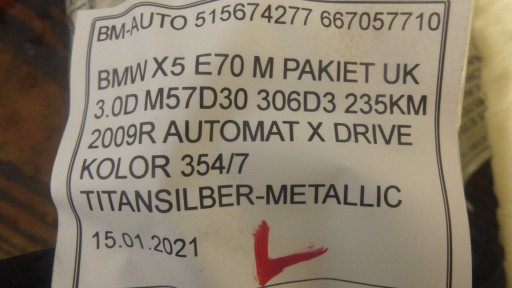 BM-AUTO 515674277 667057710
BMW X5 E70 M PAKIET UK
3.0D M57D30 306D3 235KM
2009R AUTOMAT X DRIVE
KOLOR 354/7
TITANSILBER-METALLIC
15.01.2021